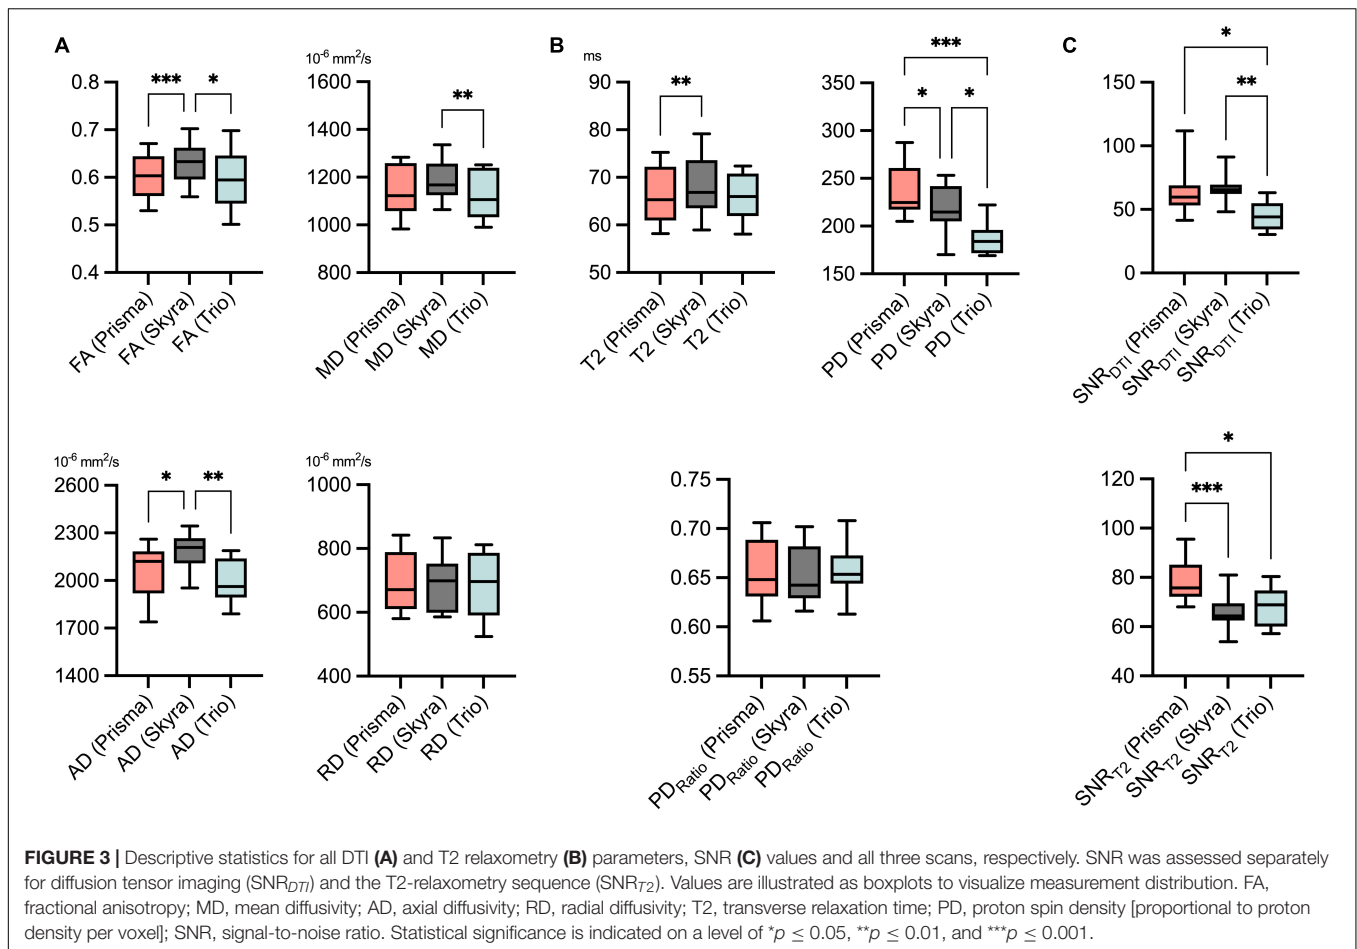 A
B
C
10⁻⁶ mm²/s
ms
0.8
0.7
0.6
0.5
0.4
*** *
FA (Prisma)
FA (Skyra)
FA (Trio)
1600
1400
1200
1000
800
**
MD (Prisma)
MD (Skyra)
MD (Trio)
90
80
70
60
50
**
T2 (Prisma)
T2 (Skyra)
T2 (Trio)
300
250
200
150
***
* *
PD (Prisma)
PD (Skyra)
PD (Trio)
150
100
50
0
*
**
SNR_DTI (Prisma)
SNR_DTI (Skyra)
SNR_DTI (Trio)
10⁻⁶ mm²/s
2600
2300
2000
1700
1400
* **
AD (Prisma)
AD (Skyra)
AD (Trio)
10⁻⁶ mm²/s
1000
800
600
400
RD (Prisma)
RD (Skyra)
RD (Trio)
0.75
0.70
0.65
0.60
0.55
PD_Ratio (Prisma)
PD_Ratio (Skyra)
PD_Ratio (Trio)
120
100
80
60
40
*
***
SNR_T2 (Prisma)
SNR_T2 (Skyra)
SNR_T2 (Trio)
FIGURE 3 | Descriptive statistics for all DTI (A) and T2 relaxometry (B) parameters, SNR (C) values and all three scans, respectively. SNR was assessed separately
for diffusion tensor imaging (SNR_DTI) and the T2-relaxometry sequence (SNR_T2). Values are illustrated as boxplots to visualize measurement distribution. FA,
fractional anisotropy; MD, mean diffusivity; AD, axial diffusivity; RD, radial diffusivity; T2, transverse relaxation time; PD, proton spin density [proportional to proton
density per voxel]; SNR, signal-to-noise ratio. Statistical significance is indicated on a level of *p ≤ 0.05, **p ≤ 0.01, and ***p ≤ 0.001.